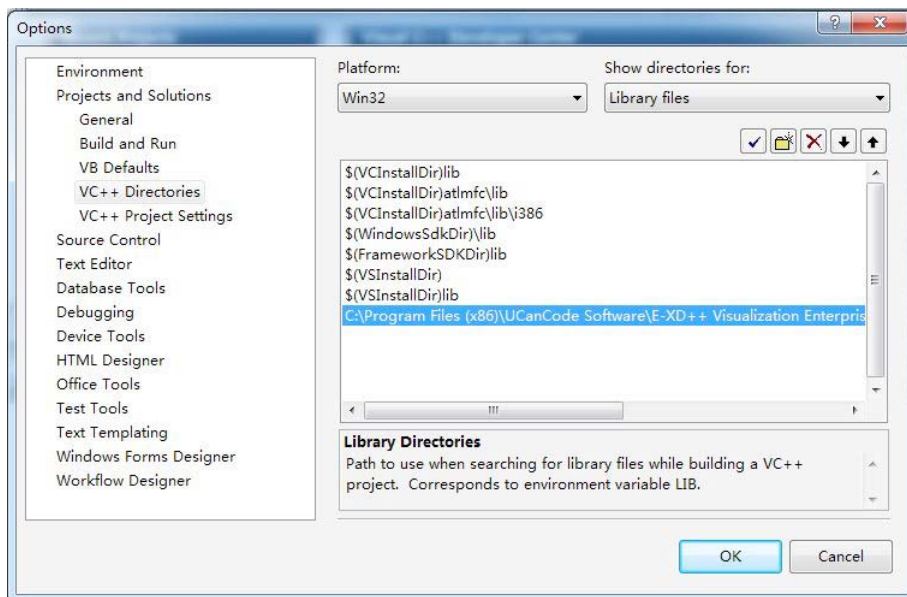 Options
Environment
Projects and Solutions
General
Build and Run
VB Defaults
VC++ Directories
VC++ Project Settings
Source Control
Text Editor
Database Tools
Debugging
Device Tools
HTML Designer
Office Tools
Test Tools
Text Templating
Windows Forms Designer
Workflow Designer
Platform:
Win32
Show directories for:
Library files
$(VCInstallDir)lib
$(VCInstallDir)atlmfc\lib
$(VCInstallDir)atlmfc\lib\i386
$(WindowsSdkDir)\lib
$(FrameworkSDKDir)lib
$(VSInstallDir)
$(VSInstallDir)lib
C:\Program Files (x86)\UCanCode Software\E-XD++ Visualization Enterpris
Library Directories
Path to use when searching for library files while building a VC++
project. Corresponds to environment variable LIB.
OK
Cancel